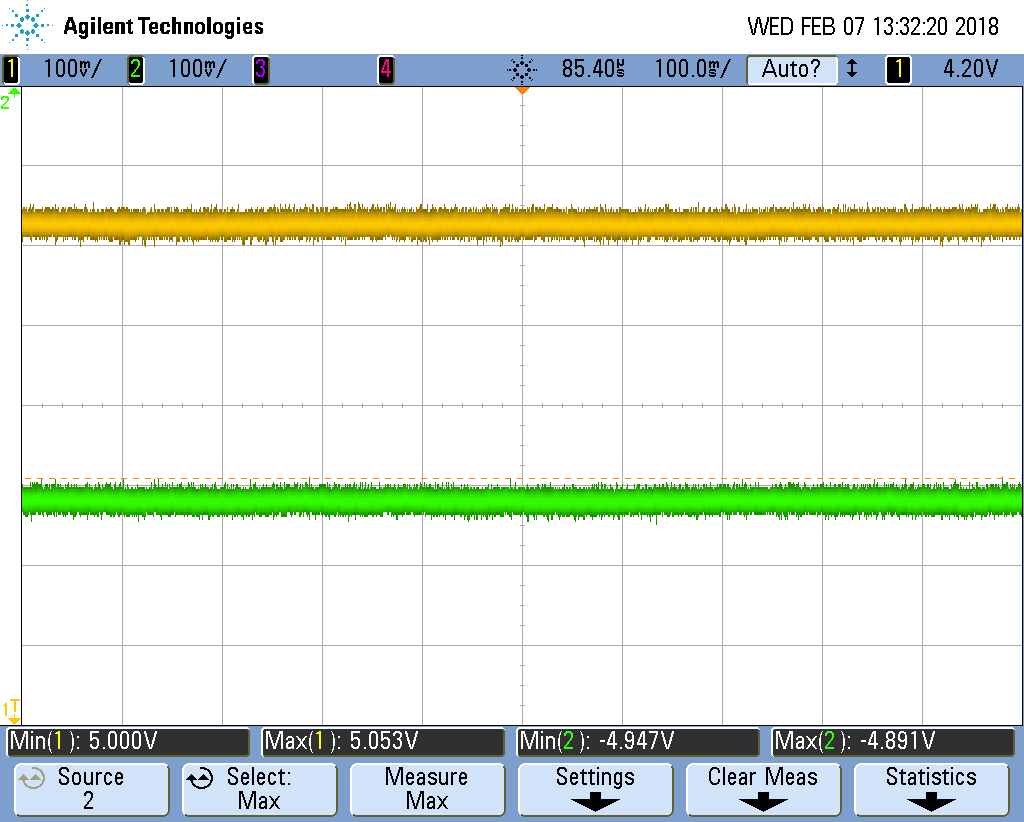 Agilent Technologies WED FEB 07 13:32:20 2018
1 100mV/ 2 100mV/ 3 4 85.40µs 100.0ms/ Auto? 1 4.20V
2
1T
Min(1): 5.000V Max(1): 5.053V Min(2): -4.947V Max(2): -4.891V
Source Select: Measure Settings Clear Meas Statistics
2 Max Max